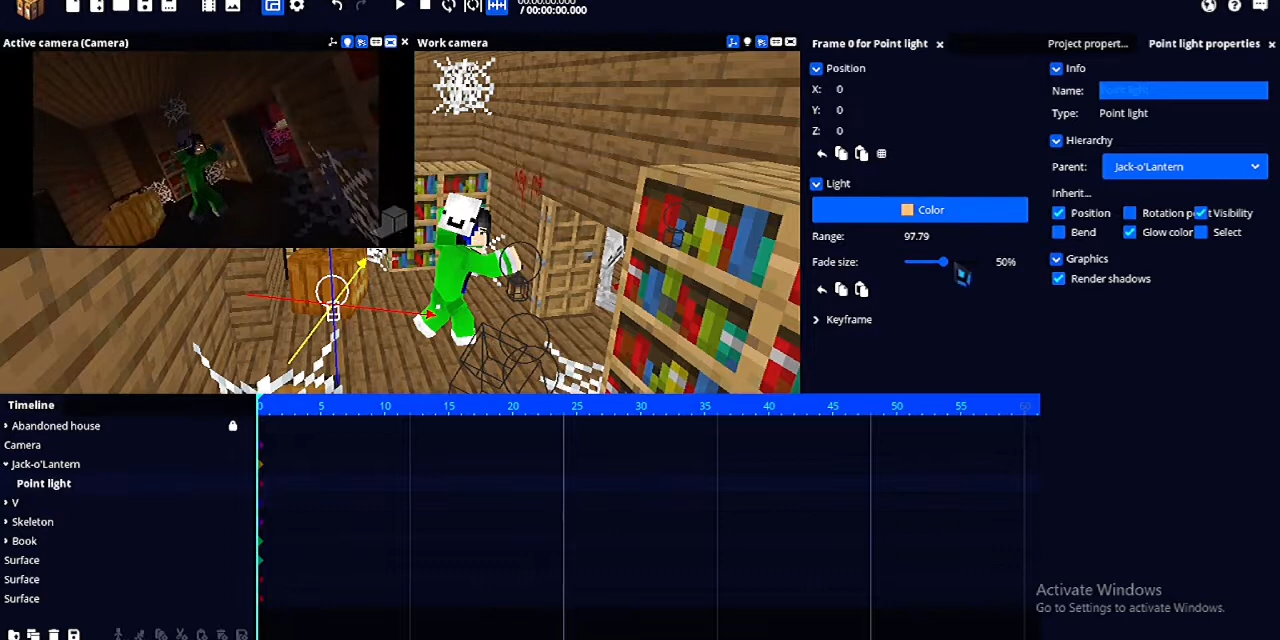 / 00:00:00.000
Active camera (Camera)
Work camera
Frame 0 for Point light
Position
X: 0
Y: 0
Z: 0
Light
Color
Range: 97.79
Fade size: 50%
Keyframe
Project propert...
Point light properties
Info
Name:
Type: Point light
Hierarchy
Parent: Jack-o'Lantern
Inherit...
Position
Visibility
Bend
Glow color
Select
Graphics
Render shadows
Timeline
0 5 10 15 20 25 30 35 40 45 50 55 60
Abandoned house
Camera
Jack-o'Lantern
Point light
V
Skeleton
Book
Surface
Surface
Surface
Activate Windows
Go to Settings to activate Windows.